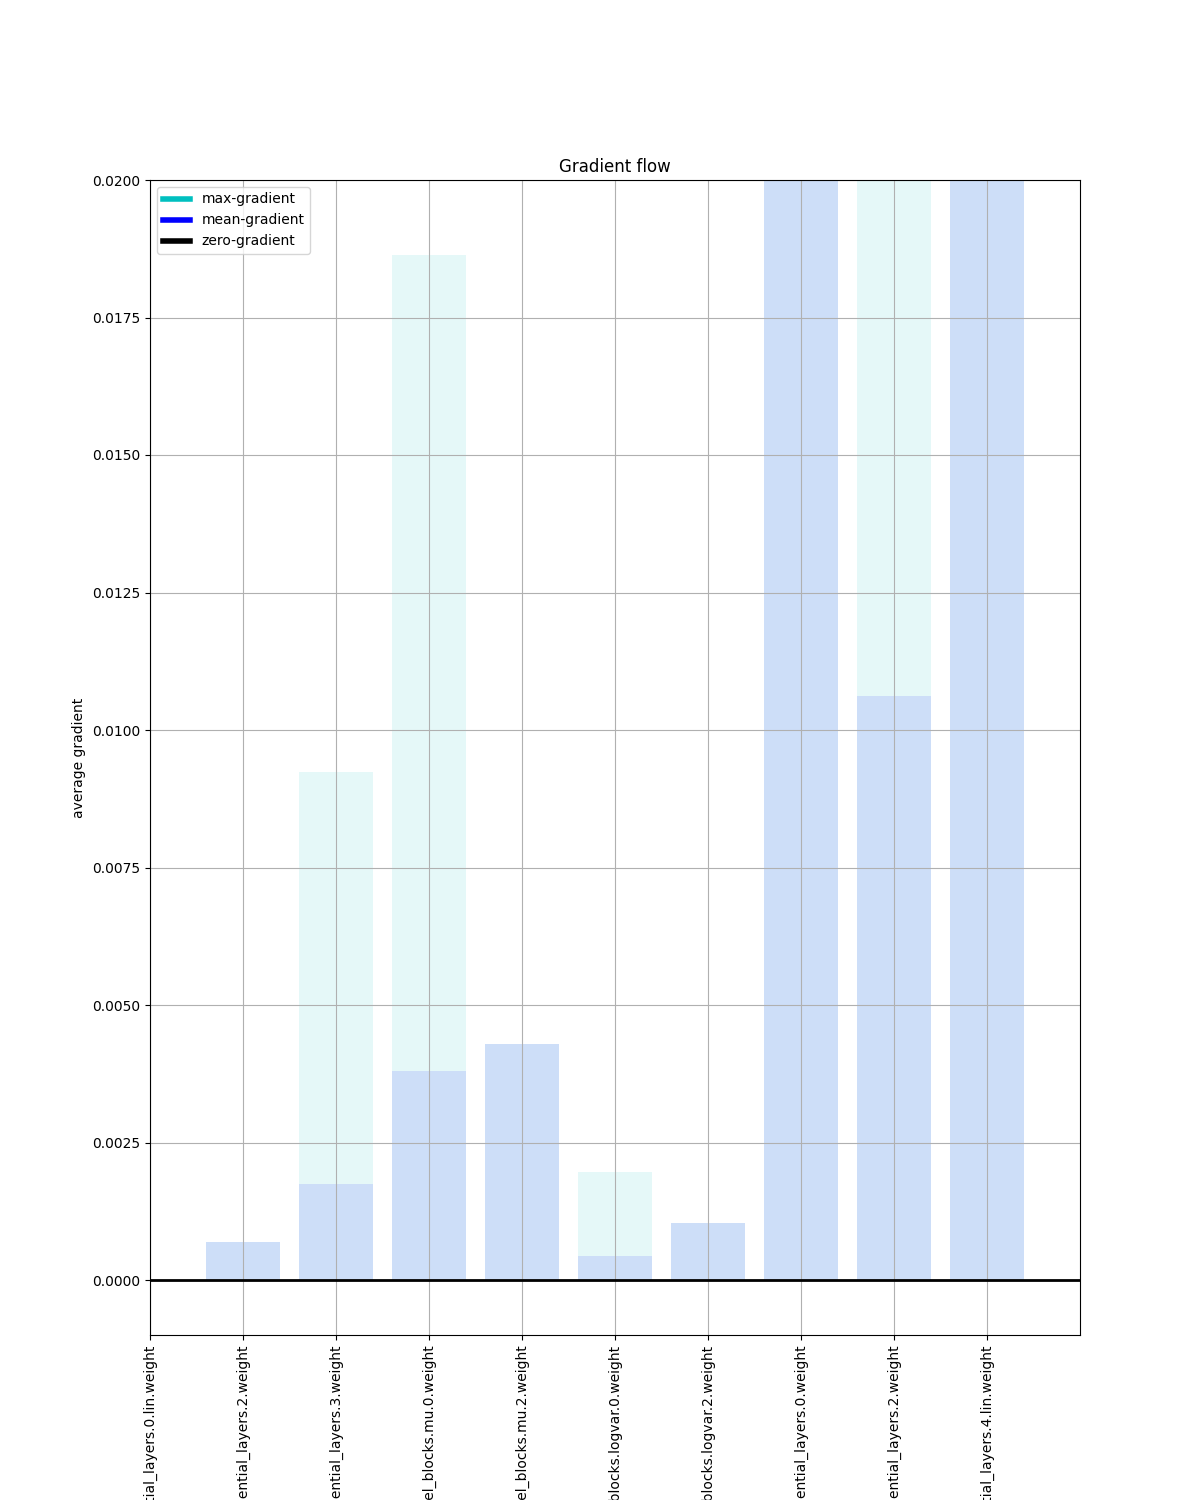 Gradient flow
max-gradient
mean-gradient
zero-gradient
0.0200
0.0175
0.0150
0.0125
0.0100
0.0075
0.0050
0.0025
0.0000
average gradient
tial_layers.0.lin.weight
ential_layers.2.weight
ential_layers.3.weight
el_blocks.mu.0.weight
el_blocks.mu.2.weight
blocks.logvar.0.weight
blocks.logvar.2.weight
ential_layers.0.weight
ential_layers.2.weight
tial_layers.4.lin.weight